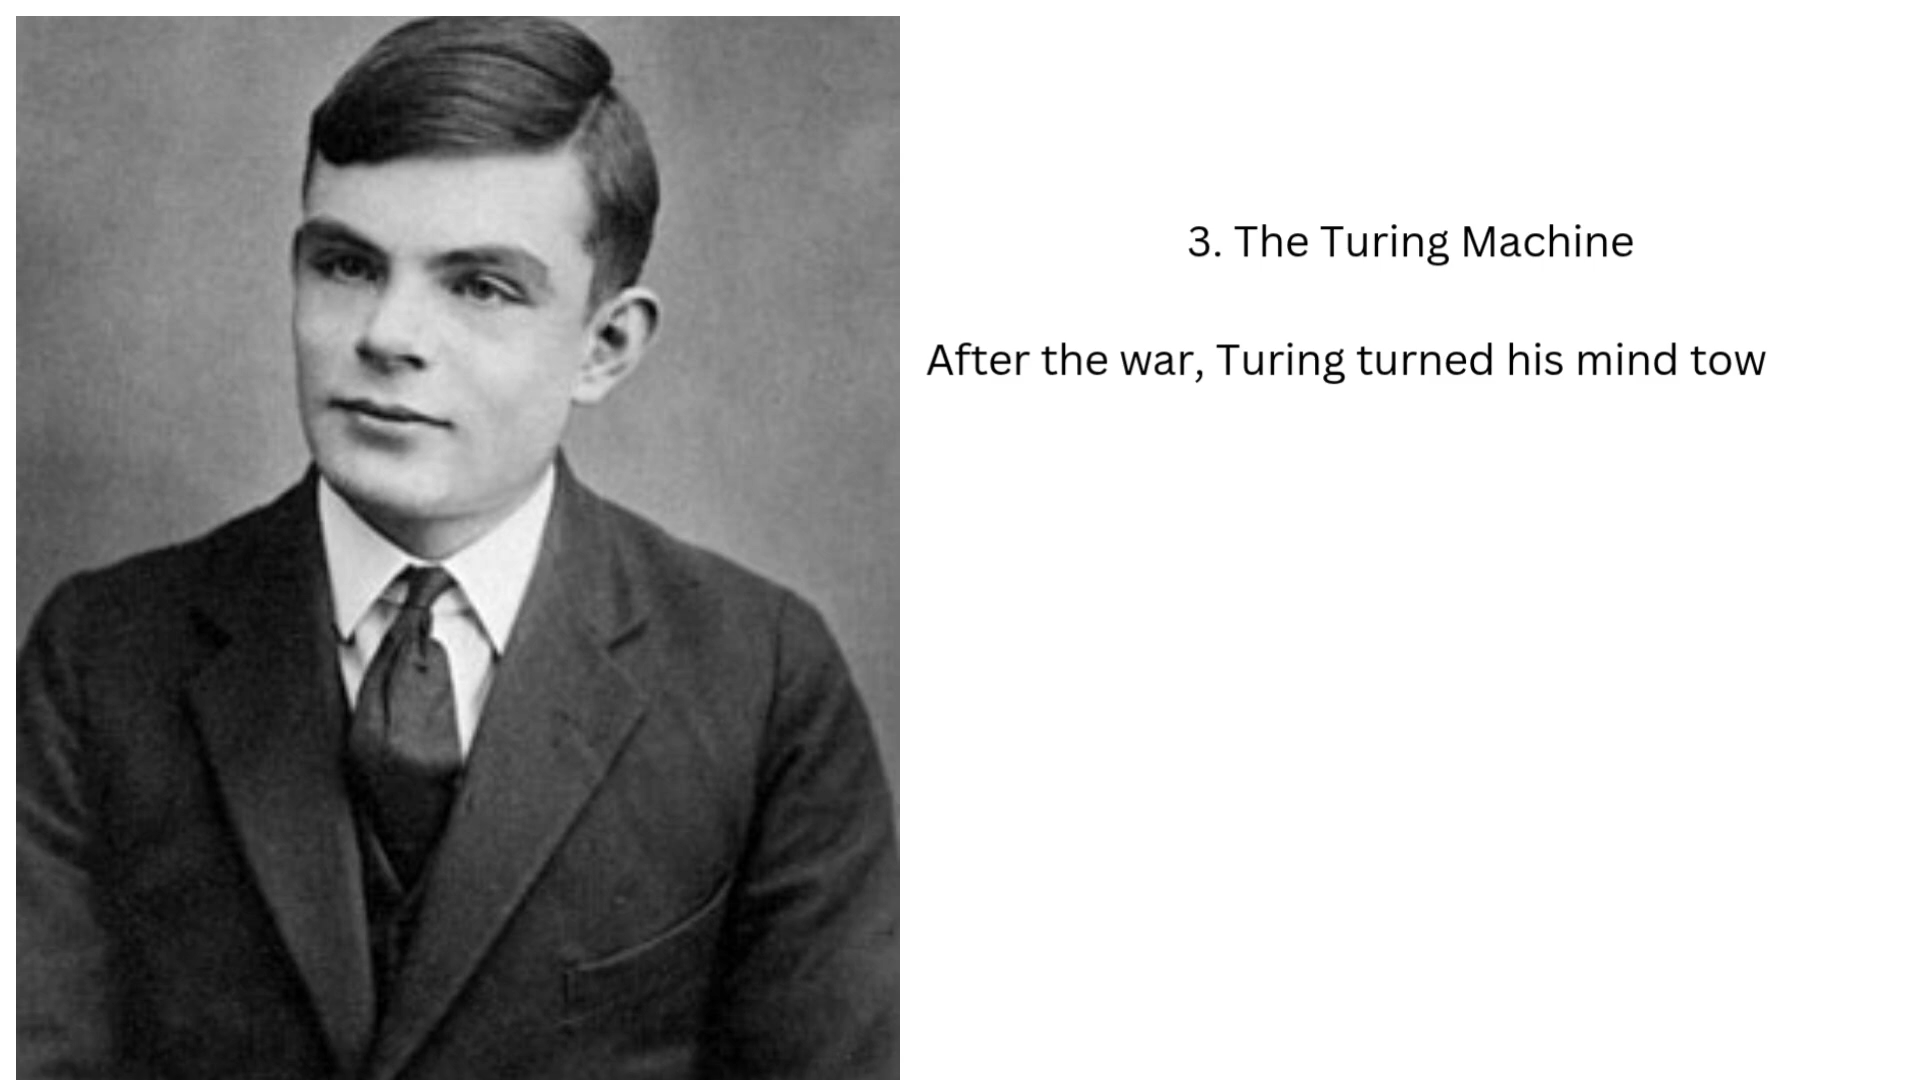 3. The Turing Machine
After the war, Turing turned his mind tow